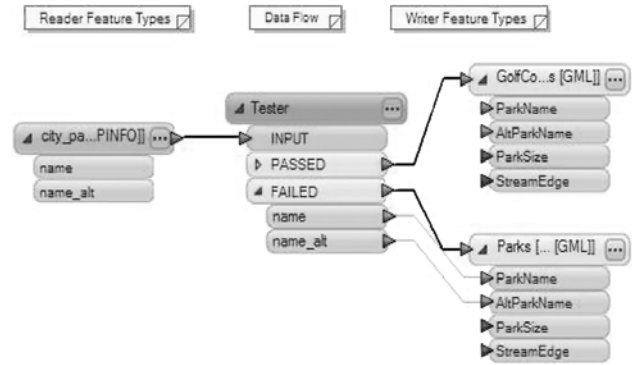 Reader Feature Types
Data Flow
Writer Feature Types
city_pa...PINFO]]
name
name_alt
Tester
INPUT
PASSED
FAILED
name
name_alt
GolfCo...s [GML]]
ParkName
AltParkName
ParkSize
StreamEdge
Parks [... [GML]]
ParkName
AltParkName
ParkSize
StreamEdge